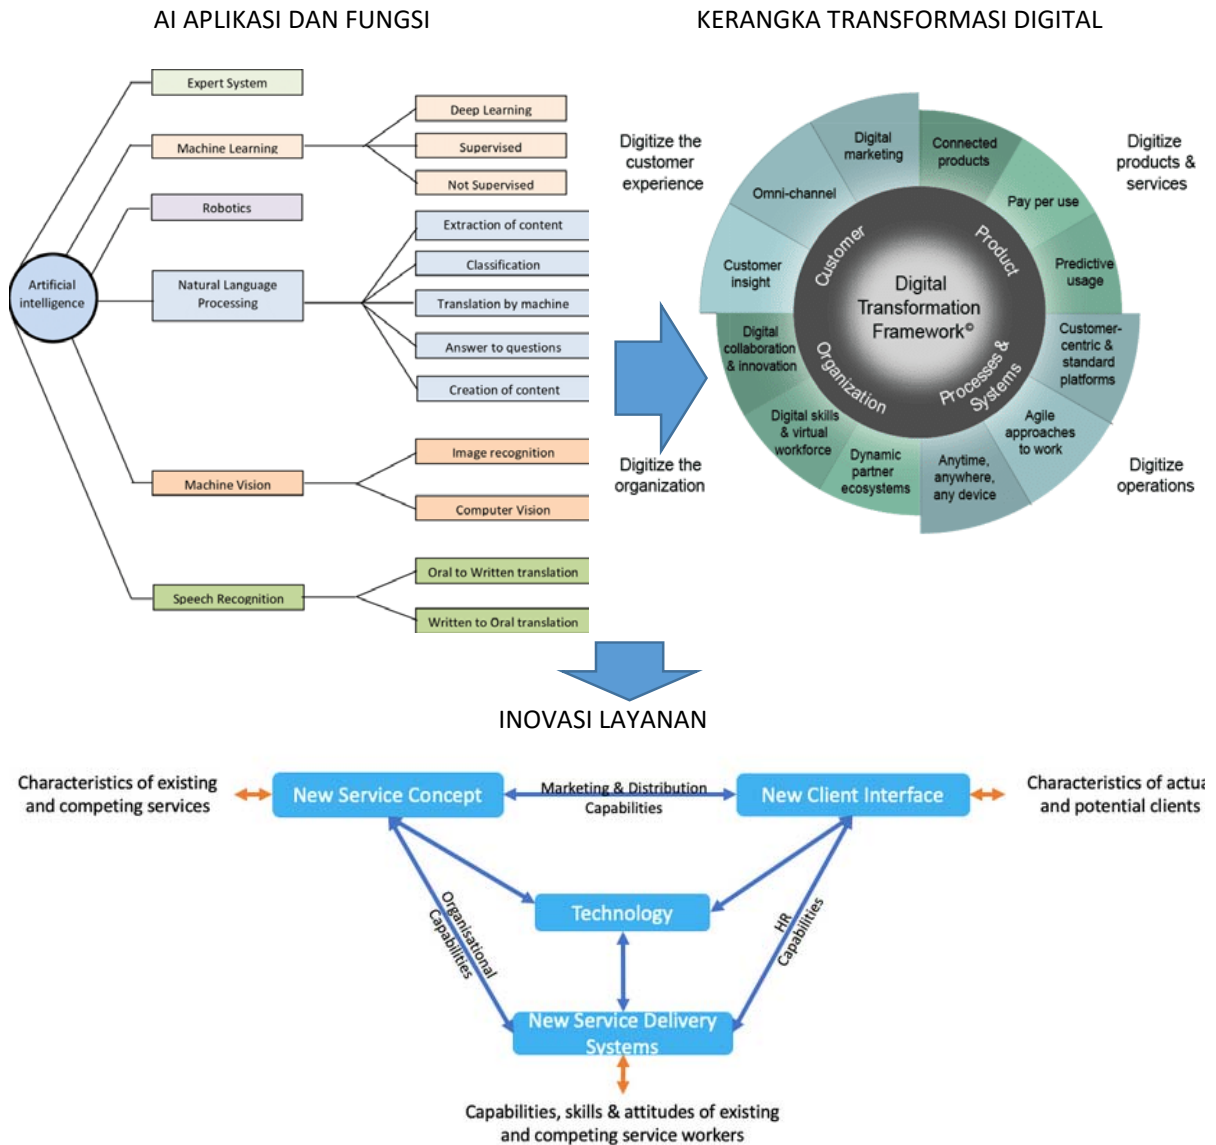 AI APLIKASI DAN FUNGSI
Expert System
Machine Learning
Deep Learning
Supervised
Not Supervised
Robotics
Artificial
intelligence
Natural Language
Processing
Extraction of content
Classification
Translation by machine
Answer to questions
Creation of content
Machine Vision
Image recognition
Computer Vision
Speech Recognition
Oral to Written translation
Written to Oral translation
KERANGKA TRANSFORMASI DIGITAL
Digitize the
customer
experience
Digitize
products &
services
Digitize the
organization
Digitize
operations
Digital
marketing
Omni-channel
Customer
insight
Connected
products
Pay per use
Predictive
usage
Customer-
centric &
standard
platforms
Agile
approaches
to work
Anytime,
anywhere,
any device
Dynamic
partner
ecosystems
Digital skills
& virtual
workforce
Digital
collaboration
& innovation
Customer
Product
Processes &
Systems
Organization
Digital
Transformation
Framework©
INOVASI LAYANAN
Characteristics of existing
and competing services
New Service Concept
Marketing & Distribution
Capabilities
New Client Interface
Characteristics of actua
and potential clients
Organisational
Capabilities
Technology
HR
Capabilities
New Service Delivery
Systems
Capabilities, skills & attitudes of existing
and competing service workers